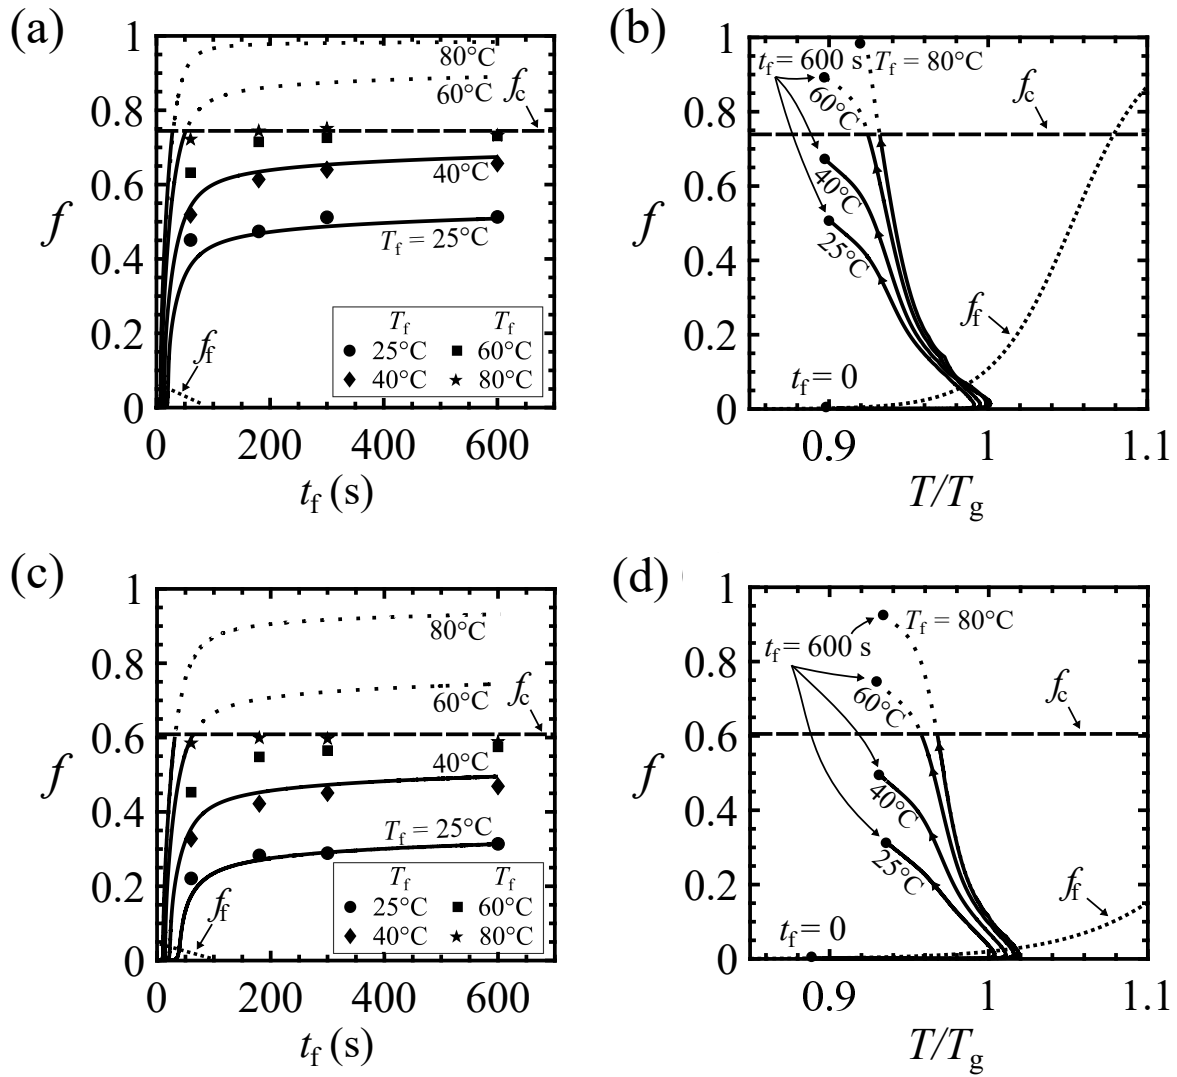 (a)
1
0.8
0.6
0.4
0.2
0
f
80°C
60°C
fc
40°C
Tf = 25°C
ff
Tf Tf
25°C 60°C
40°C 80°C
0 200 400 600
tf (s)
(b)
1
0.8
0.6
0.4
0.2
0
f
tf = 600 s Tf = 80°C
60°C
fc
40°C
25°C
ff
tf = 0
0.9 1 1.1
T/Tg
(c)
1
0.8
0.6
0.4
0.2
0
f
80°C
60°C
fc
40°C
Tf = 25°C
ff
Tf Tf
25°C 60°C
40°C 80°C
0 200 400 600
tf (s)
(d)
1
0.8
0.6
0.4
0.2
0
f
Tf = 80°C
tf = 600 s
60°C
fc
40°C
25°C
ff
tf = 0
0.9 1 1.1
T/Tg